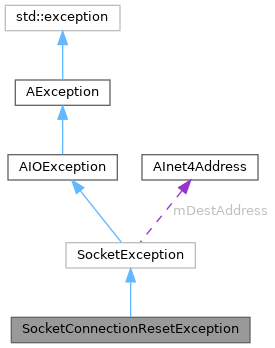 std::exception
AException
AIOException
AInet4Address
mDestAddress
SocketException
SocketConnectionResetException